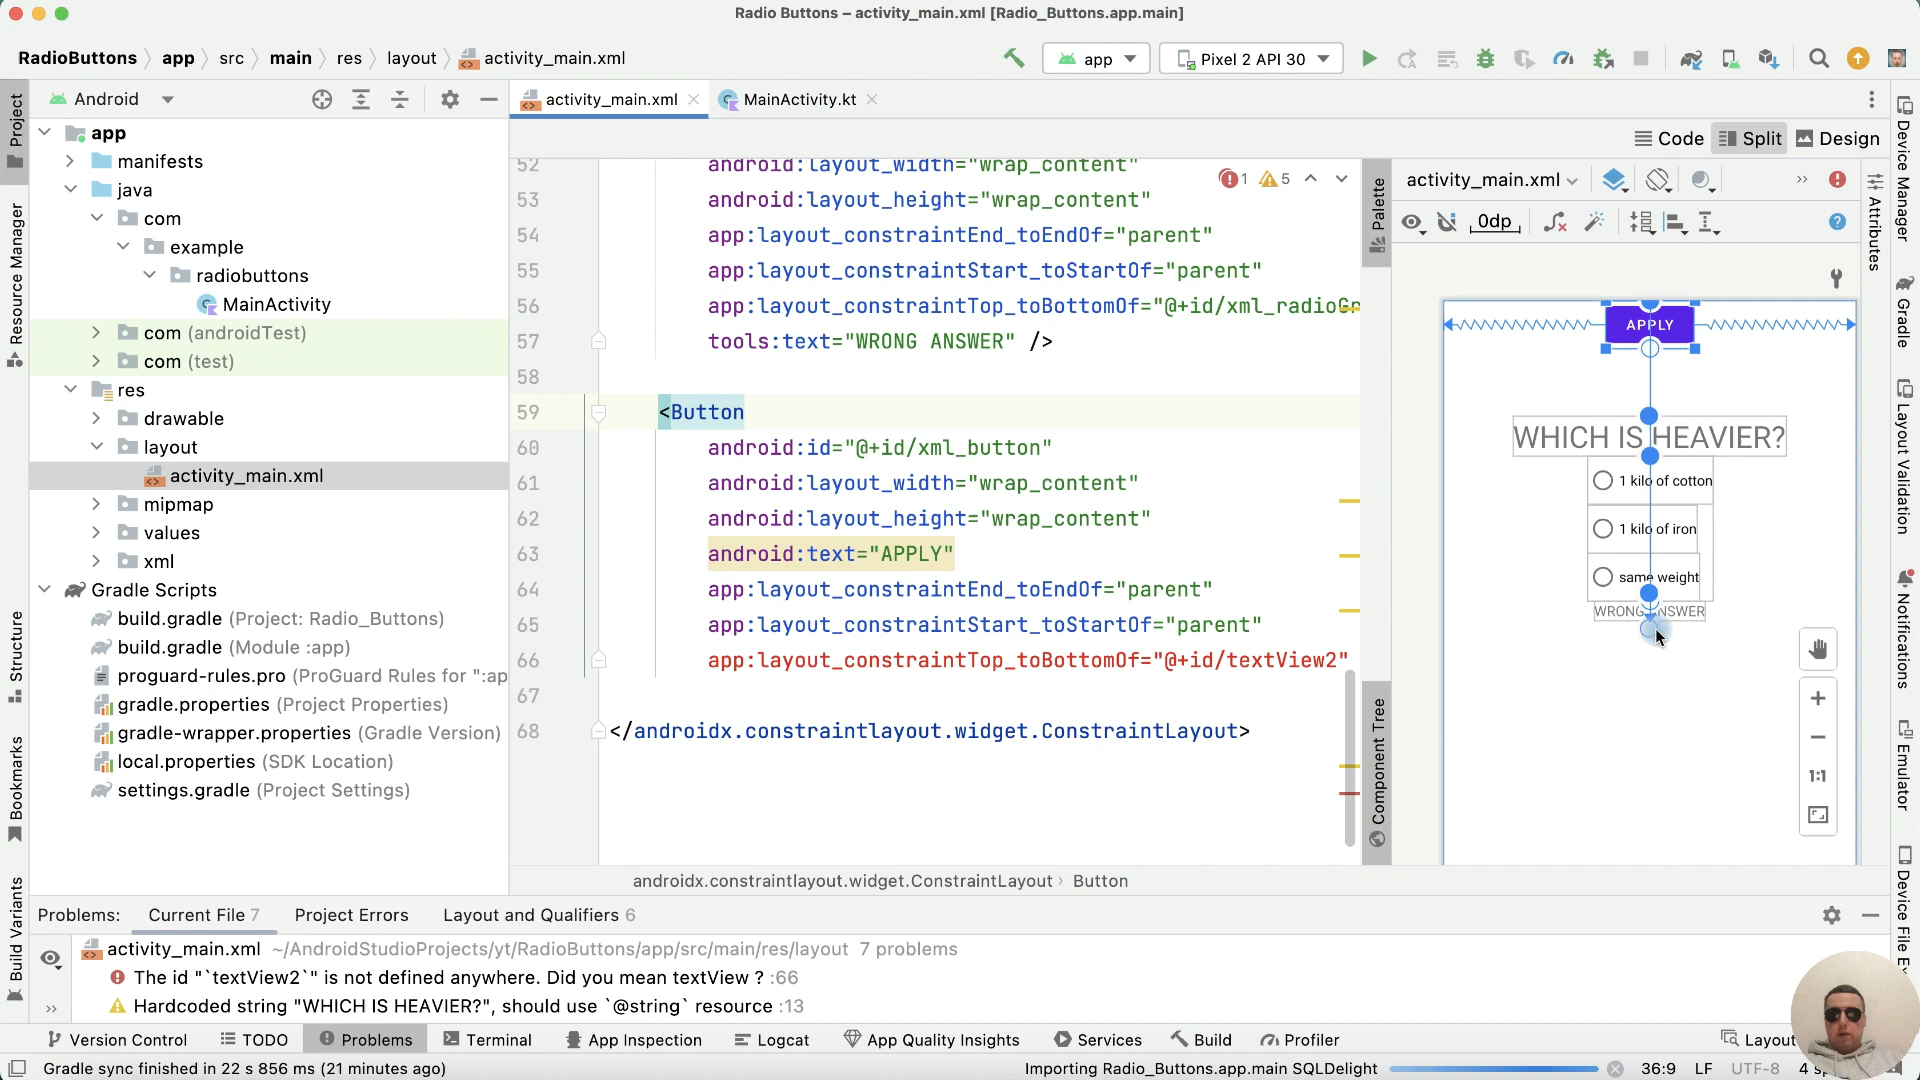 Radio Buttons – activity_main.xml [Radio_Buttons.app.main]
RadioButtons app src main res layout activity_main.xml
app
Pixel 2 API 30
Android
activity_main.xml
MainActivity.kt
Code Split Design
Project
Resource Manager
Structure
Bookmarks
Build Variants
app
manifests
java
com
example
radiobuttons
MainActivity
com (androidTest)
com (test)
res
drawable
layout
activity_main.xml
mipmap
values
xml
Gradle Scripts
build.gradle (Project: Radio_Buttons)
build.gradle (Module :app)
proguard-rules.pro (ProGuard Rules for ":ap
gradle.properties (Project Properties)
gradle-wrapper.properties (Gradle Version)
local.properties (SDK Location)
settings.gradle (Project Settings)
1 5
52 android:layout_width="wrap_content"
53 android:layout_height="wrap_content"
54 app:layout_constraintEnd_toEndOf="parent"
55 app:layout_constraintStart_toStartOf="parent"
56 app:layout_constraintTop_toBottomOf="@+id/xml_radioGr
57 tools:text="WRONG ANSWER" />
58
59 <Button
60 android:id="@+id/xml_button"
61 android:layout_width="wrap_content"
62 android:layout_height="wrap_content"
63 android:text="APPLY"
64 app:layout_constraintEnd_toEndOf="parent"
65 app:layout_constraintStart_toStartOf="parent"
66 app:layout_constraintTop_toBottomOf="@+id/textView2"
67
68 </androidx.constraintlayout.widget.ConstraintLayout>
androidx.constraintlayout.widget.ConstraintLayout › Button
Palette
Component Tree
activity_main.xml
0dp
APPLY
WHICH IS HEAVIER?
1 kilo of cotton
1 kilo of iron
same weight
WRONG ANSWER
1:1
Attributes
Device Manager
Gradle
Layout Validation
Notifications
Emulator
Device File Ex
Problems: Current File 7 Project Errors Layout and Qualifiers 6
activity_main.xml ~/AndroidStudioProjects/yt/RadioButtons/app/src/main/res/layout 7 problems
The id "`textView2`" is not defined anywhere. Did you mean textView ? :66
Hardcoded string "WHICH IS HEAVIER?", should use `@string` resource :13
Version Control TODO Problems Terminal App Inspection Logcat App Quality Insights Services Build Profiler Layou
Gradle sync finished in 22 s 856 ms (21 minutes ago)
Importing Radio_Buttons.app.main SQLDelight
36:9 LF UTF-8 4 sp